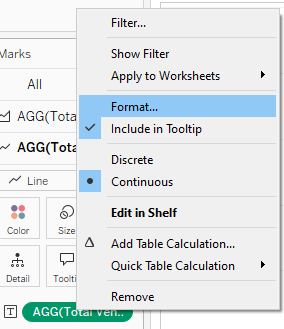 Filter...
Show Filter
Marks
Apply to Worksheets
All
Format...
AGG(Tota
Include in Tooltip
AGG(Tota
Discrete
Line
Continuous
Edit in Shelf
Color
Size
Add Table Calculation...
Quick Table Calculation
Detail
Toolti
Remove
T
AGG(Total Ven..